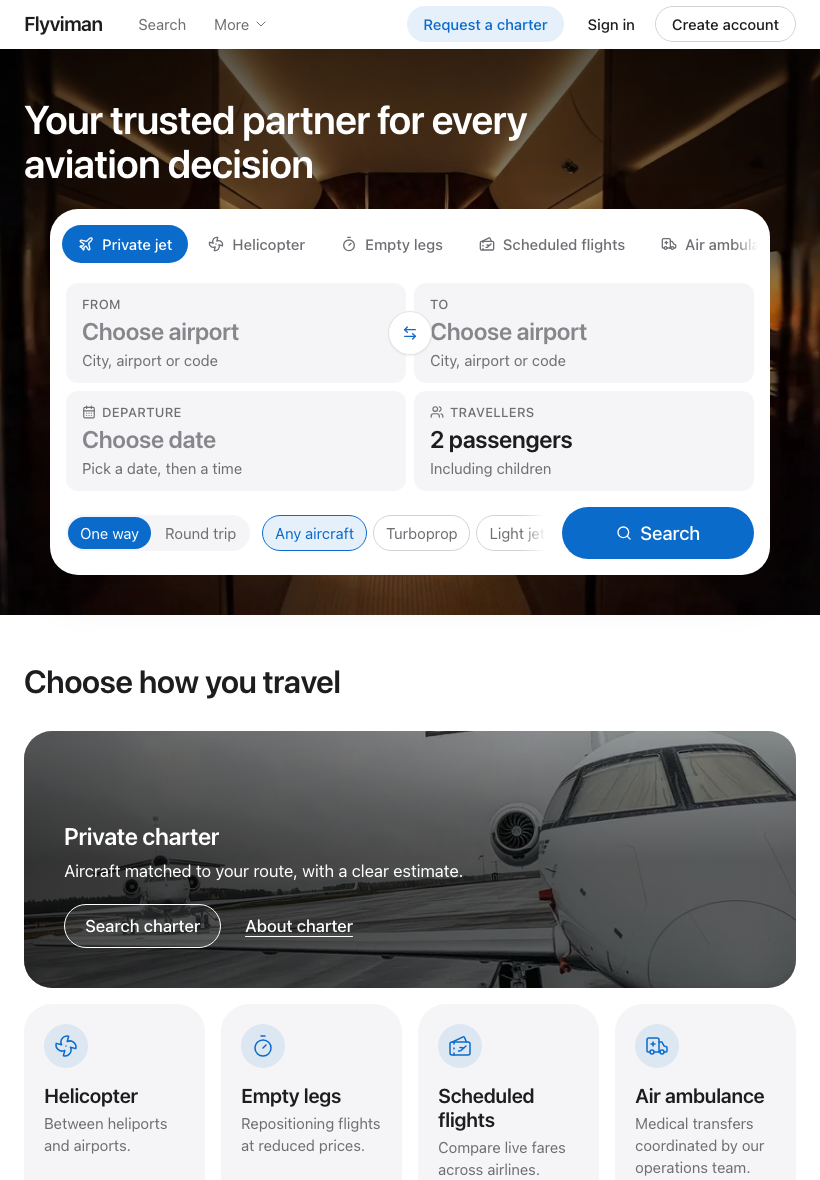 Flyviman
Search
More
Request a charter
Sign in
Create account
Your trusted partner for every
aviation decision
Private jet
Helicopter
Empty legs
Scheduled flights
Air ambula
FROM
Choose airport
City, airport or code
TO
Choose airport
City, airport or code
DEPARTURE
Choose date
Pick a date, then a time
TRAVELLERS
2 passengers
Including children
One way
Round trip
Any aircraft
Turboprop
Light jet
Search
Choose how you travel
Private charter
Aircraft matched to your route, with a clear estimate.
Search charter
About charter
Helicopter
Between heliports
and airports.
Empty legs
Repositioning flights
at reduced prices.
Scheduled
flights
Compare live fares
across airlines.
Air ambulance
Medical transfers
coordinated by our
operations team.